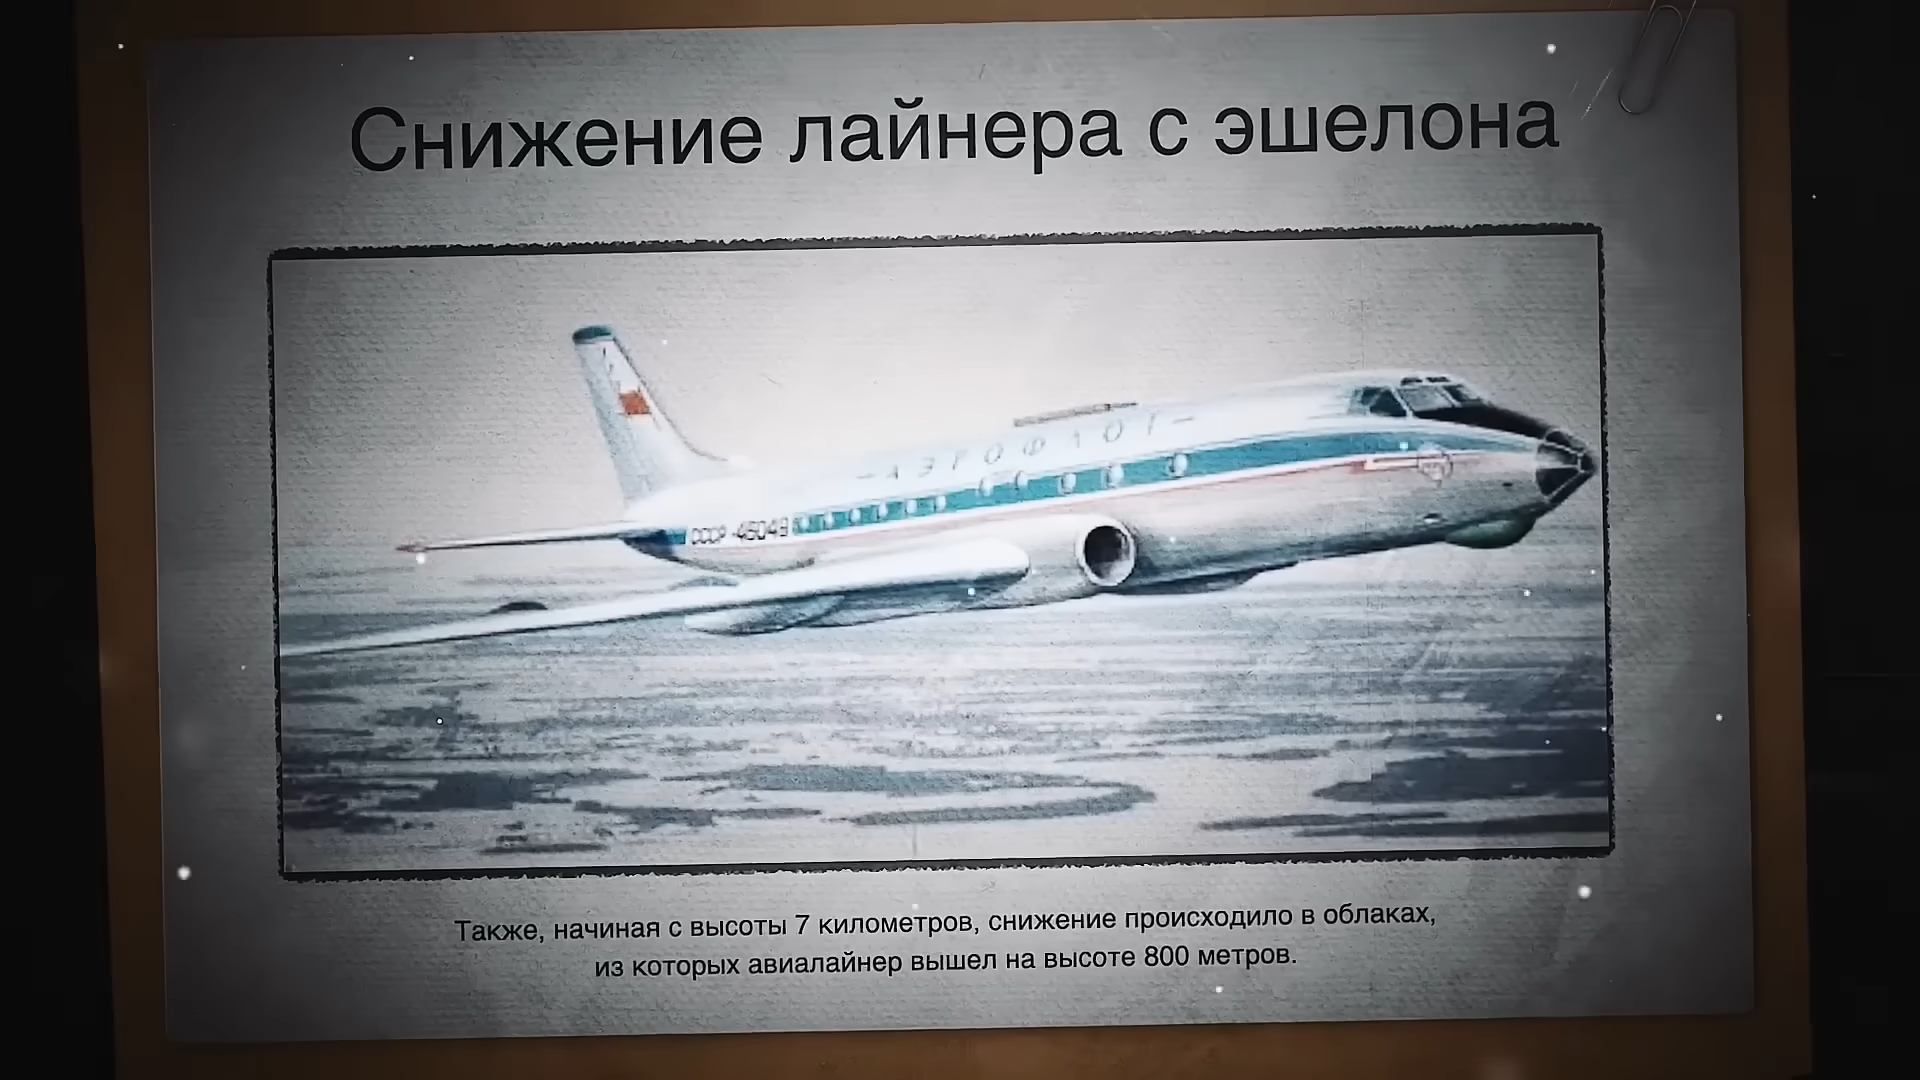 Снижение лайнера с эшелона
АЭРОФЛОТ
СССР-45049
Также, начиная с высоты 7 километров, снижение происходило в облаках,
из которых авиалайнер вышел на высоте 800 метров.